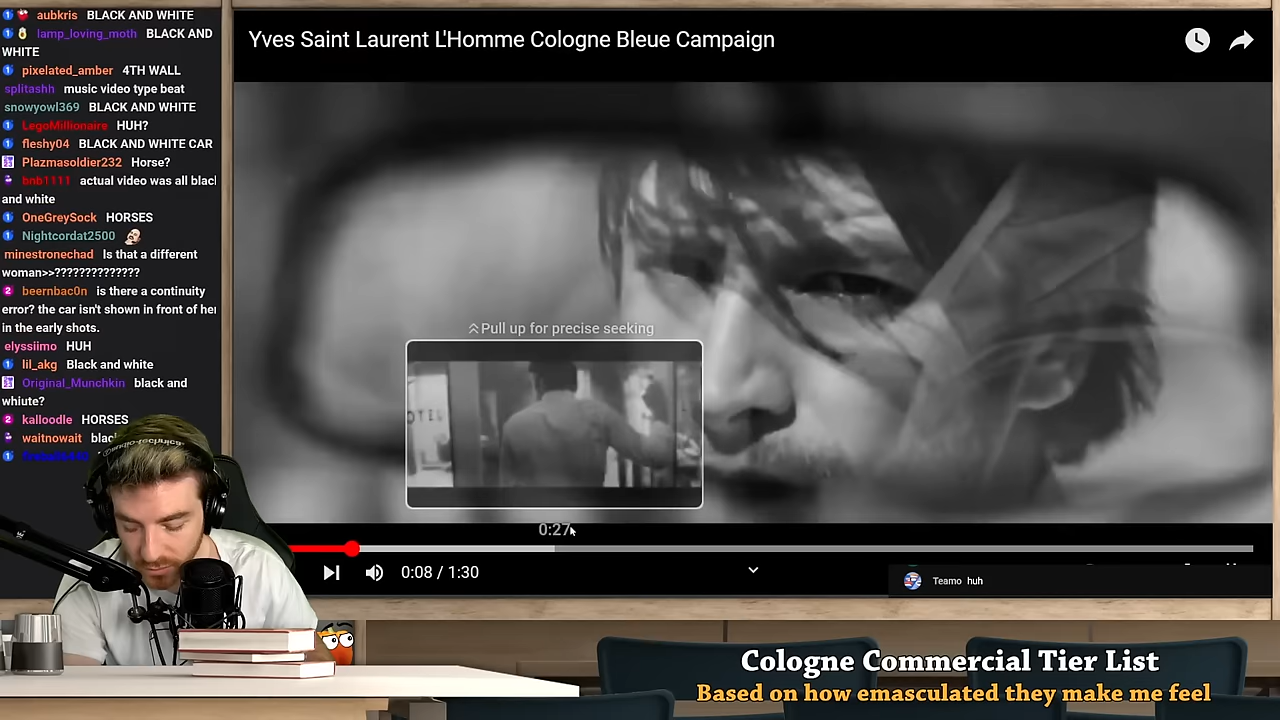 aubkris BLACK AND WHITE
lamp_loving_moth BLACK AND
WHITE
pixelated_amber 4TH WALL
splitashh music video type beat
snowyowl369 BLACK AND WHITE
LegoMillionaire HUH?
fleshy04 BLACK AND WHITE CAR
Plazmasoldier232 Horse?
bnb1111 actual video was all black
and white
OneGreySock HORSES
Nightcordat2500
minestronechad Is that a different
woman>>??????????????
beernbac0n is there a continuity
error? the car isn't shown in front of her
in the early shots.
elyssiimo HUH
lil_akg Black and white
Original_Munchkin black and
whiute?
kalloodle HORSES
waitnowait blac
Yves Saint Laurent L'Homme Cologne Bleue Campaign
Pull up for precise seeking
OTEL
0:27
0:08 / 1:30
Teamo huh
Cologne Commercial Tier List
Based on how emasculated they make me feel